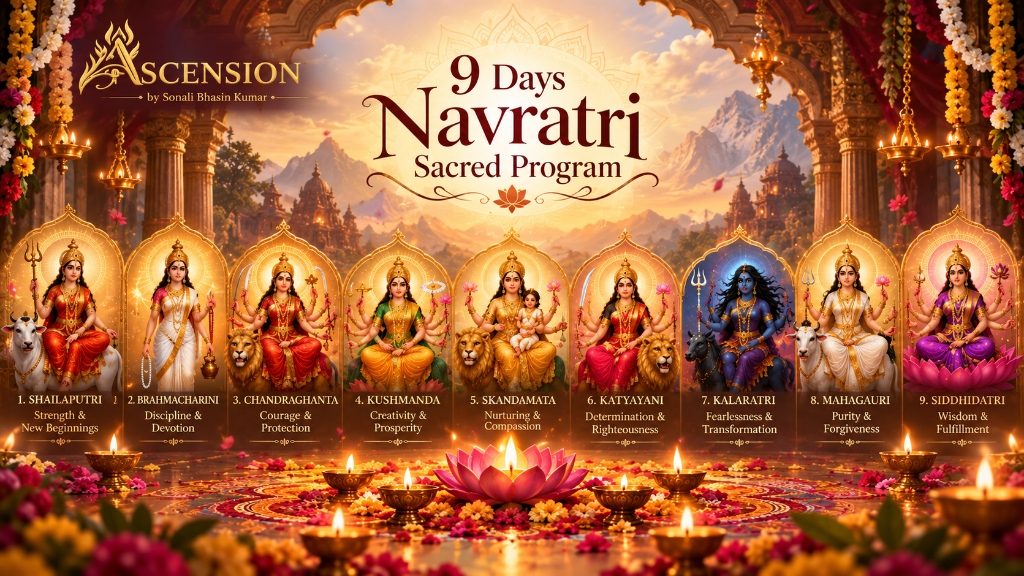 ASCENSION
by Sonali Bhasin Kumar
9 Days
Navratri
Sacred Program
1. SHAILAPUTRI
Strength &
New Beginnings
2. BRAHMACHARINI
Discipline &
Devotion
3. CHANDRAGHANTA
Courage &
Protection
4. KUSHMANDA
Creativity &
Prosperity
5. SKANDAMATA
Nurturing &
Compassion
6. KATYAYANI
Determination &
Righteousness
7. KALARATRI
Fearlessness &
Transformation
8. MAHAGAURI
Purity &
Forgiveness
9. SIDDHIDATRI
Wisdom &
Fulfillment